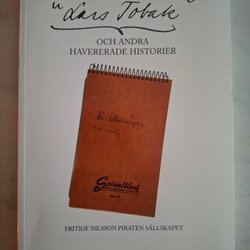 "Lars Tobak
OCH ANDRA
HAVERERADE HISTORIER
Spiralblock
FRITIOF NILSSON PIRATEN SÄLLSKAPET